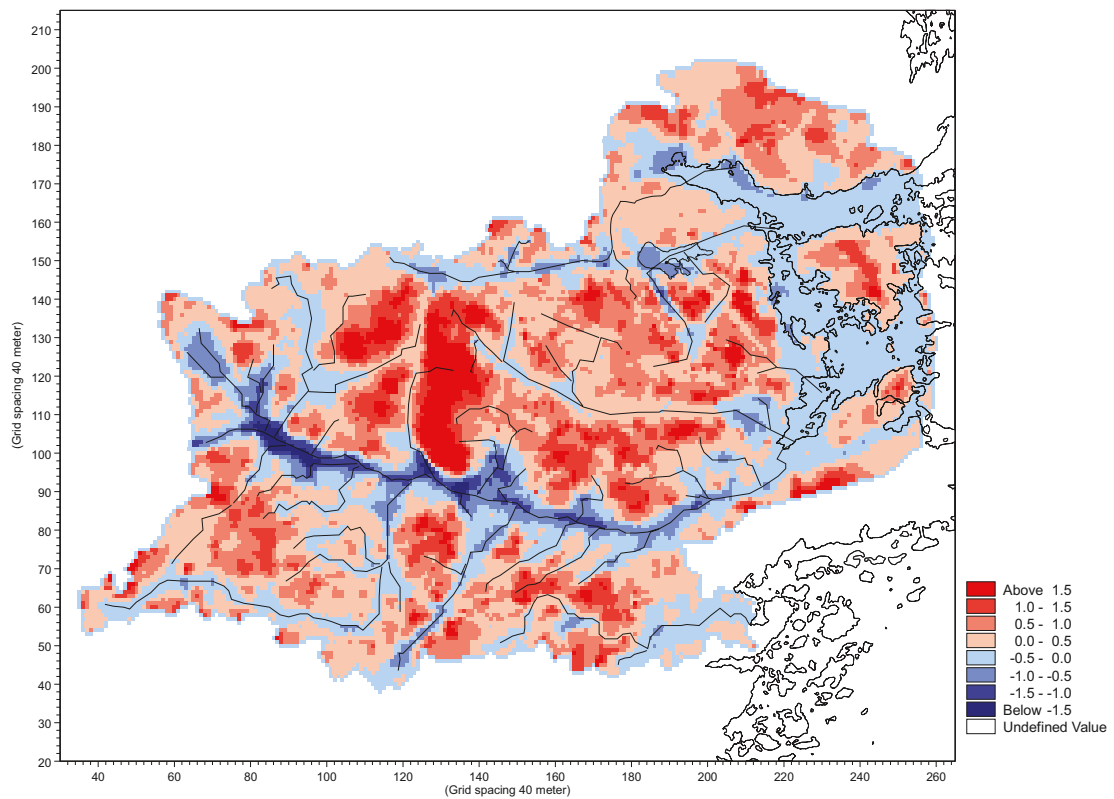 210
200
190
180
170
160
150
140
130
120
110
100
90
80
70
60
50
40
30
20
(Grid spacing 40 meter)
40 60 80 100 120 140 160 180 200 220 240 260
(Grid spacing 40 meter)
Above 1.5
1.0 - 1.5
0.5 - 1.0
0.0 - 0.5
-0.5 - 0.0
-1.0 - -0.5
-1.5 - -1.0
Below -1.5
Undefined Value